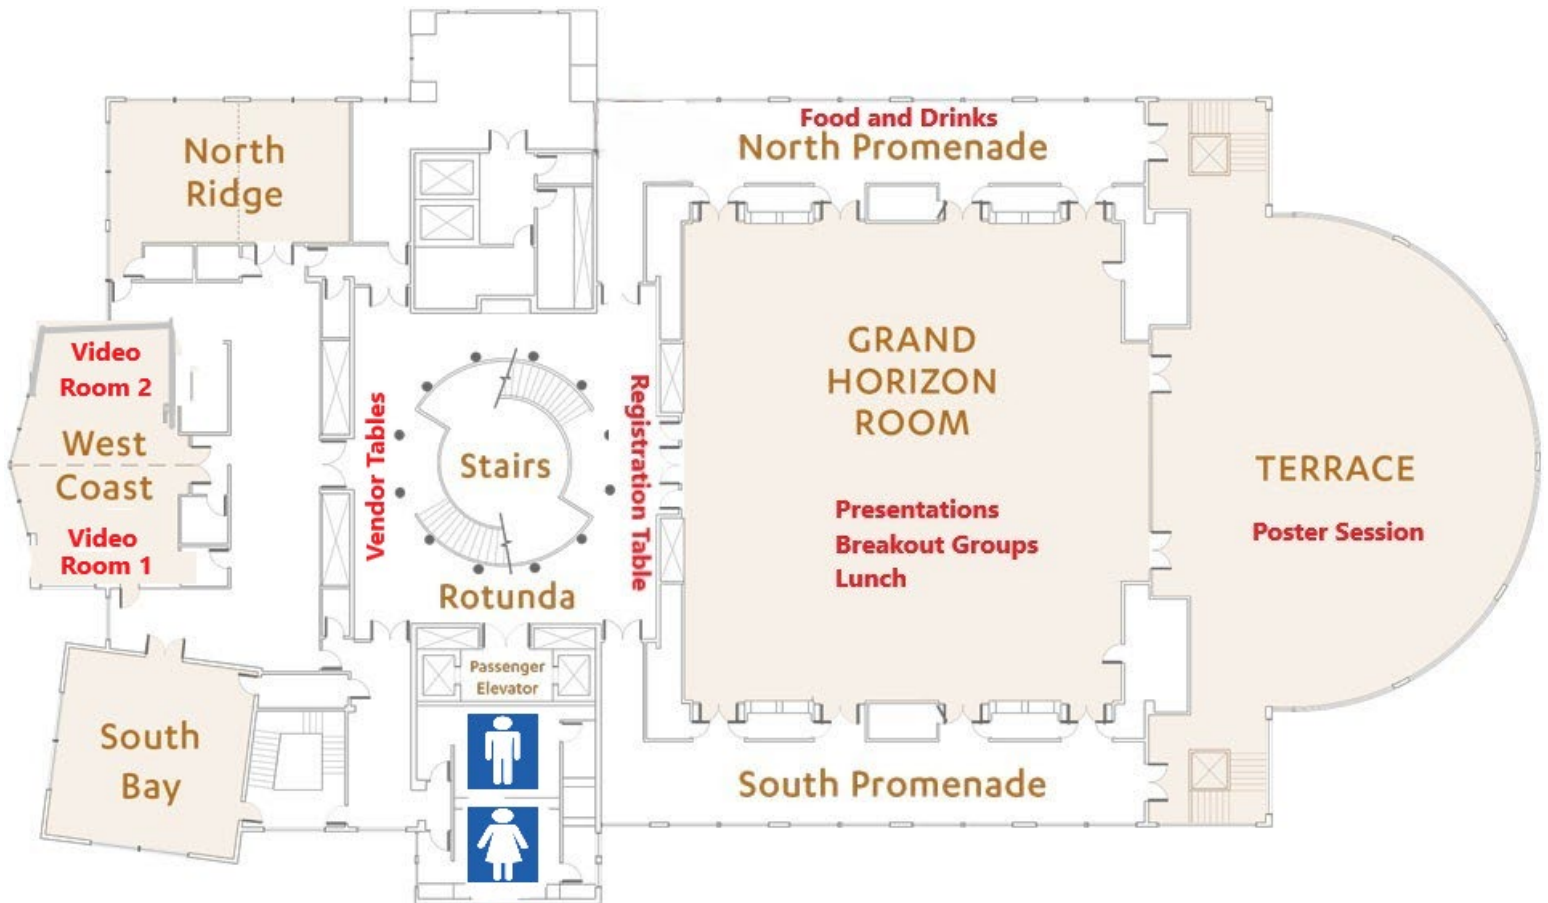 Food and Drinks
North Promenade
North
Ridge
Video
Room 2
West
Coast
Video
Room 1
Vendor Tables
Stairs
Rotunda
Registration Table
GRAND
HORIZON
ROOM
Presentations
Breakout Groups
Lunch
TERRACE
Poster Session
Passenger
Elevator
South
Bay
South Promenade